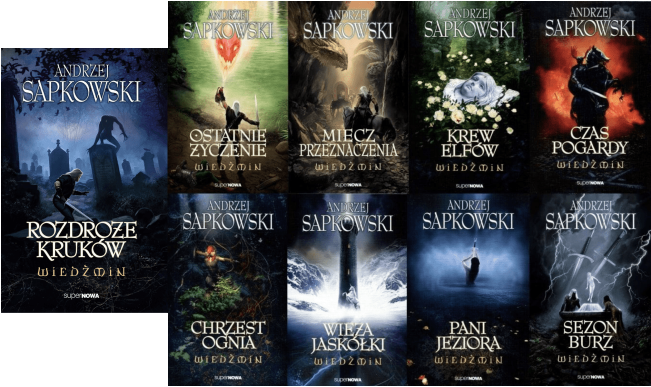 ANDRZEJ
SAPKOWSKI
ROZDROŻE
KRUKÓW
WIEDŹMIN
superNOWA
ANDRZEJ
SAPKOWSKI
OSTATNIE
ŻYCZENIE
WIEDŹMIN
superNOWA
ANDRZEJ
SAPKOWSKI
MIECZ
PRZEZNACZENIA
WIEDŹMIN
superNOWA
ANDRZEJ
SAPKOWSKI
KREW
ELFÓW
WIEDŹMIN
superNOWA
ANDRZEJ
SAPKOWSKI
CZAS
POGARDY
WIEDŹMIN
superNOWA
ANDRZEJ
SAPKOWSKI
CHRZEST
OGNIA
WIEDŹMIN
superNOWA
ANDRZEJ
SAPKOWSKI
WIEŻA
JASKÓŁKI
WIEDŹMIN
superNOWA
ANDRZEJ
SAPKOWSKI
PANI
JEZIORA
WIEDŹMIN
superNOWA
ANDRZEJ
SAPKOWSKI
SEZON
BURZ
WIEDŹMIN
superNOWA